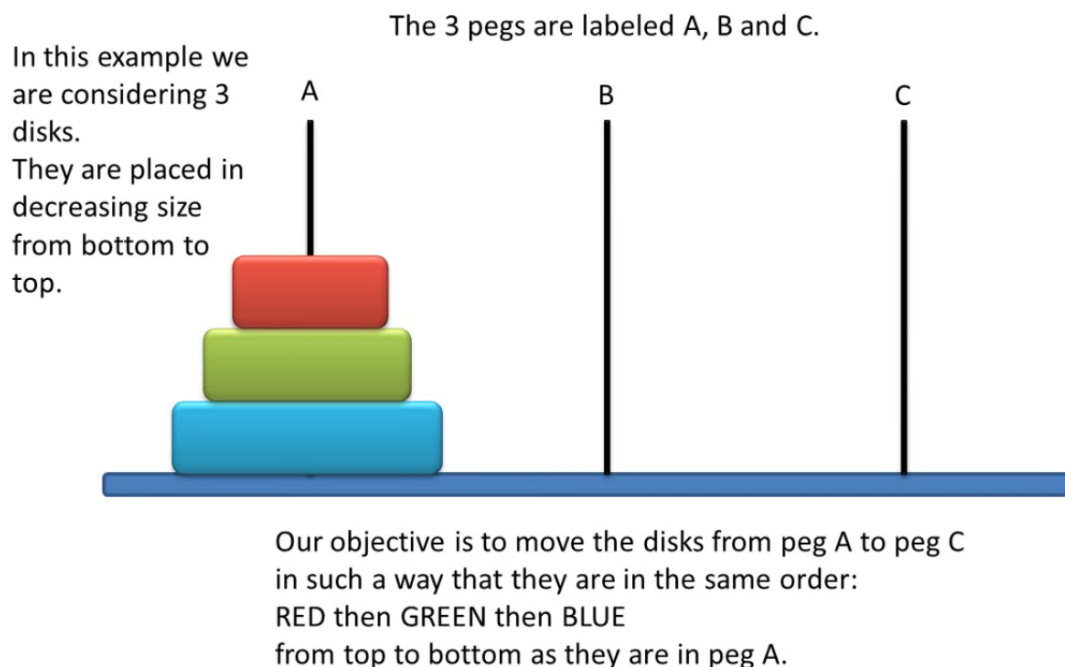 The 3 pegs are labeled A, B and C.
In this example we
are considering 3
disks.
They are placed in
decreasing size
from bottom to
top.
A
B
C
Our objective is to move the disks from peg A to peg C
in such a way that they are in the same order:
RED then GREEN then BLUE
from top to bottom as they are in peg A.